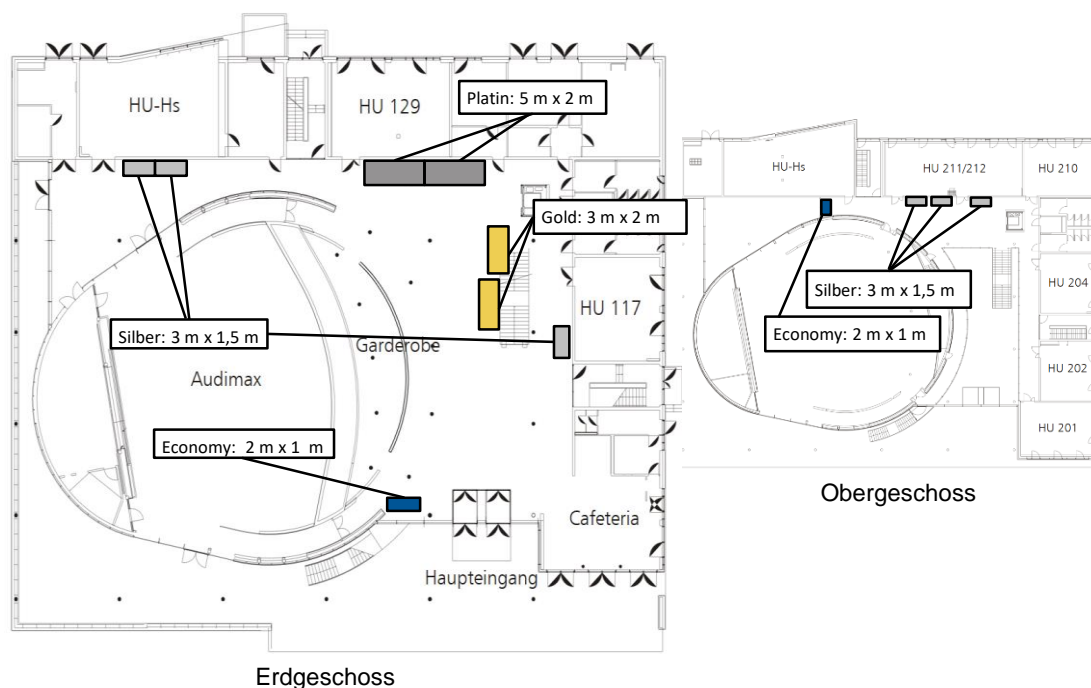 HU-Hs
HU 129
Platin: 5 m x 2 m
Gold: 3 m x 2 m
HU 117
Silber: 3 m x 1,5 m
Garderobe
Audimax
Economy: 2 m x 1 m
Cafeteria
Haupteingang
Erdgeschoss
HU-Hs
HU 211/212
HU 210
HU 204
Silber: 3 m x 1,5 m
Economy: 2 m x 1 m
HU 202
HU 201
Obergeschoss